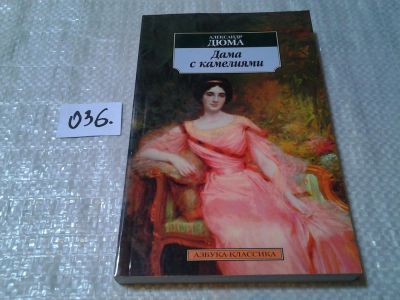 036.
АЛЕКСАНДР
ДЮМА
Дама
с камелиями
АЗБУКА-КЛАССИКА